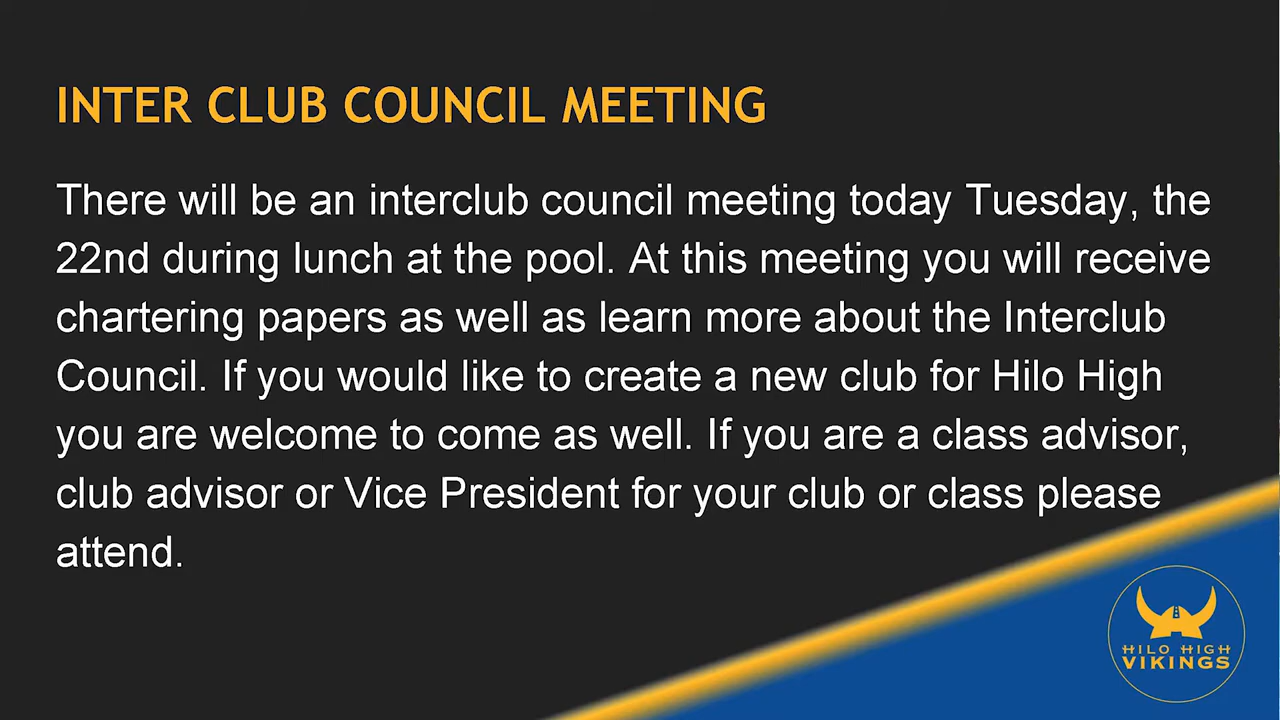 INTER CLUB COUNCIL MEETING
There will be an interclub council meeting today Tuesday, the
22nd during lunch at the pool. At this meeting you will receive
chartering papers as well as learn more about the Interclub
Council. If you would like to create a new club for Hilo High
you are welcome to come as well. If you are a class advisor,
club advisor or Vice President for your club or class please
attend.
HILO HIGH
VIKINGS